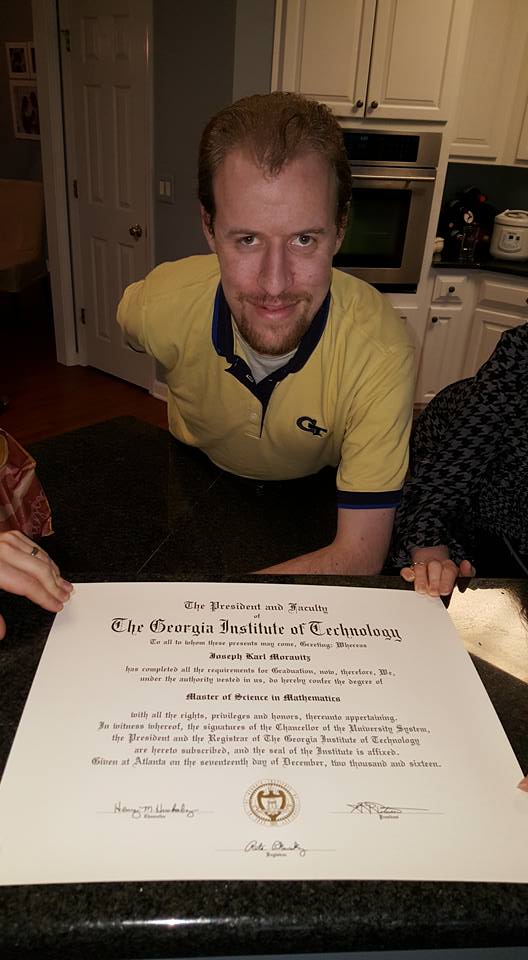 GT
The President and Faculty
of
The Georgia Institute of Technology
To all to whom these presents may come, Greeting: Whereas
Joseph Karl Morawitz
has completed all the requirements for Graduation, now, therefore, We,
under the authority vested in us, do hereby confer the degree of
Master of Science in Mathematics
with all the rights, privileges and honors, thereunto appertaining.
In witness whereof, the signatures of the Chancellor of the University System,
the President and the Registrar of The Georgia Institute of Technology
are hereto subscribed, and the seal of the Institute is affixed.
Given at Atlanta on the seventeenth day of December, two thousand and sixteen.
Chancellor
President
Registrar